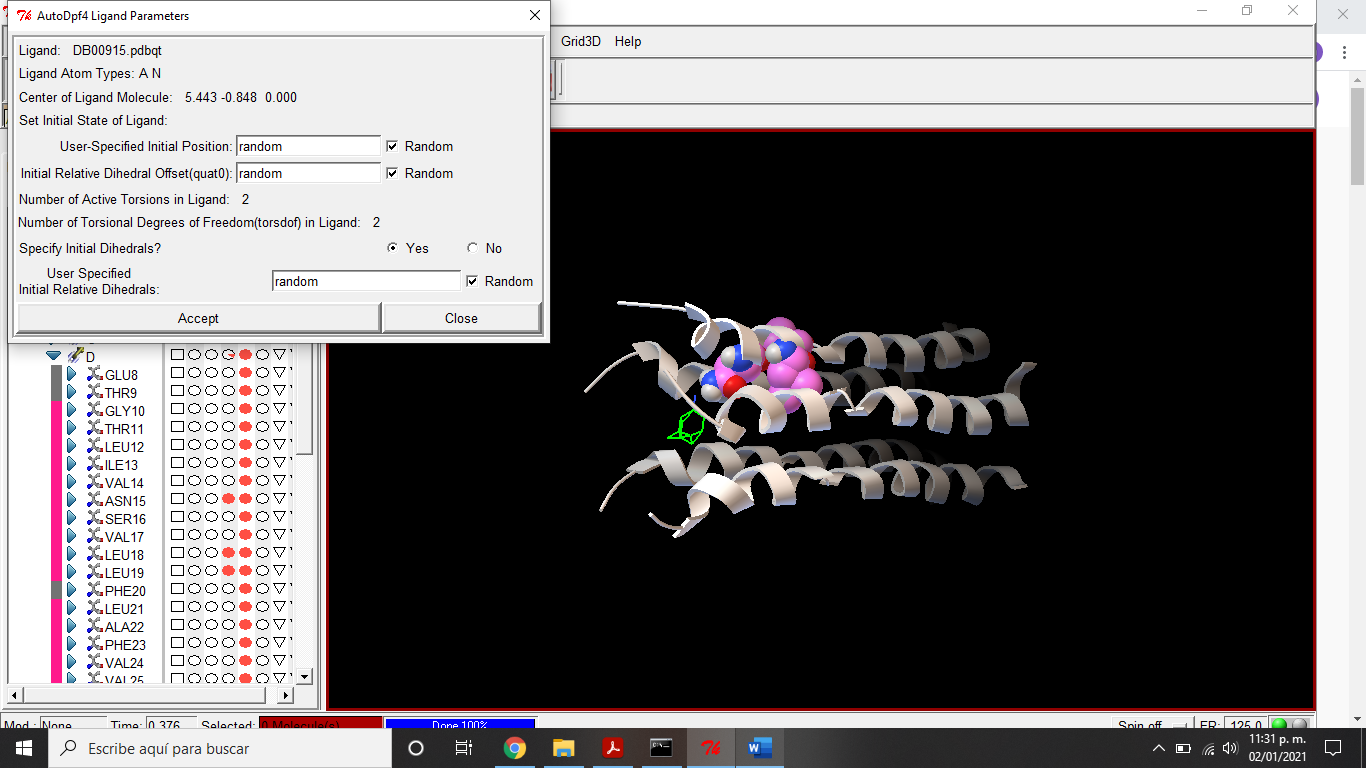 AutoDpf4 Ligand Parameters
Grid3D Help
Ligand: DB00915.pdbqt
Ligand Atom Types: A N
Center of Ligand Molecule: 5.443 -0.848 0.000
Set Initial State of Ligand:
User-Specified Initial Position: random Random
Initial Relative Dihedral Offset(quat0): random Random
Number of Active Torsions in Ligand: 2
Number of Torsional Degrees of Freedom(torsdof) in Ligand: 2
Specify Initial Dihedrals? Yes No
User Specified
Initial Relative Dihedrals: random Random
Accept Close
D
GLU8
THR9
GLY10
THR11
LEU12
ILE13
VAL14
ASN15
SER16
VAL17
LEU18
LEU19
PHE20
LEU21
ALA22
PHE23
VAL24
VAL25
Mod.: None Time: 0.376 Selected: 0 Molecule(s) Done 100% Spin off FR: 125.0
Escribe aquí para buscar
11:31 p. m.
02/01/2021